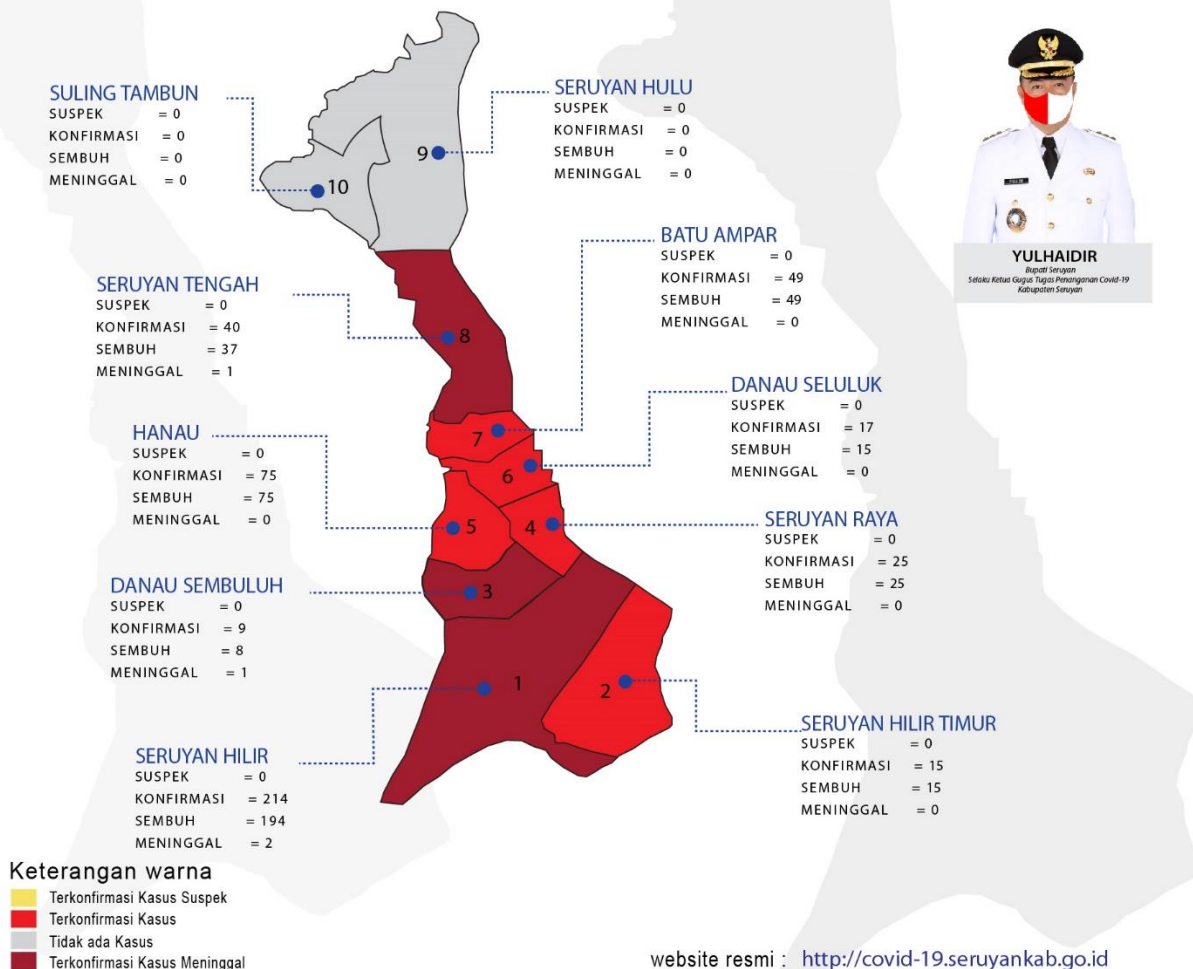 SULING TAMBUN
SUSPEK = 0
KONFIRMASI = 0
SEMBUH = 0
MENINGGAL = 0
SERUYAN HULU
SUSPEK = 0
KONFIRMASI = 0
SEMBUH = 0
MENINGGAL = 0
YULHAIDIR
Bupati Seruyan
Selaku Ketua Gugus Tugas Penanganan Covid-19
Kabupaten Seruyan
BATU AMPAR
SUSPEK = 0
KONFIRMASI = 49
SEMBUH = 49
MENINGGAL = 0
SERUYAN TENGAH
SUSPEK = 0
KONFIRMASI = 40
SEMBUH = 37
MENINGGAL = 1
DANAU SELULUK
SUSPEK = 0
KONFIRMASI = 17
SEMBUH = 15
MENINGGAL = 0
HANAU
SUSPEK = 0
KONFIRMASI = 75
SEMBUH = 75
MENINGGAL = 0
SERUYAN RAYA
SUSPEK = 0
KONFIRMASI = 25
SEMBUH = 25
MENINGGAL = 0
DANAU SEMBULUH
SUSPEK = 0
KONFIRMASI = 9
SEMBUH = 8
MENINGGAL = 1
SERUYAN HILIR TIMUR
SUSPEK = 0
KONFIRMASI = 15
SEMBUH = 15
MENINGGAL = 0
SERUYAN HILIR
SUSPEK = 0
KONFIRMASI = 214
SEMBUH = 194
MENINGGAL = 2
9
10
8
7
6
5
4
3
1
2
Keterangan warna
Terkonfirmasi Kasus Suspek
Terkonfirmasi Kasus
Tidak ada Kasus
Terkonfirmasi Kasus Meninggal
website resmi : http://covid-19.seruyankab.go.id